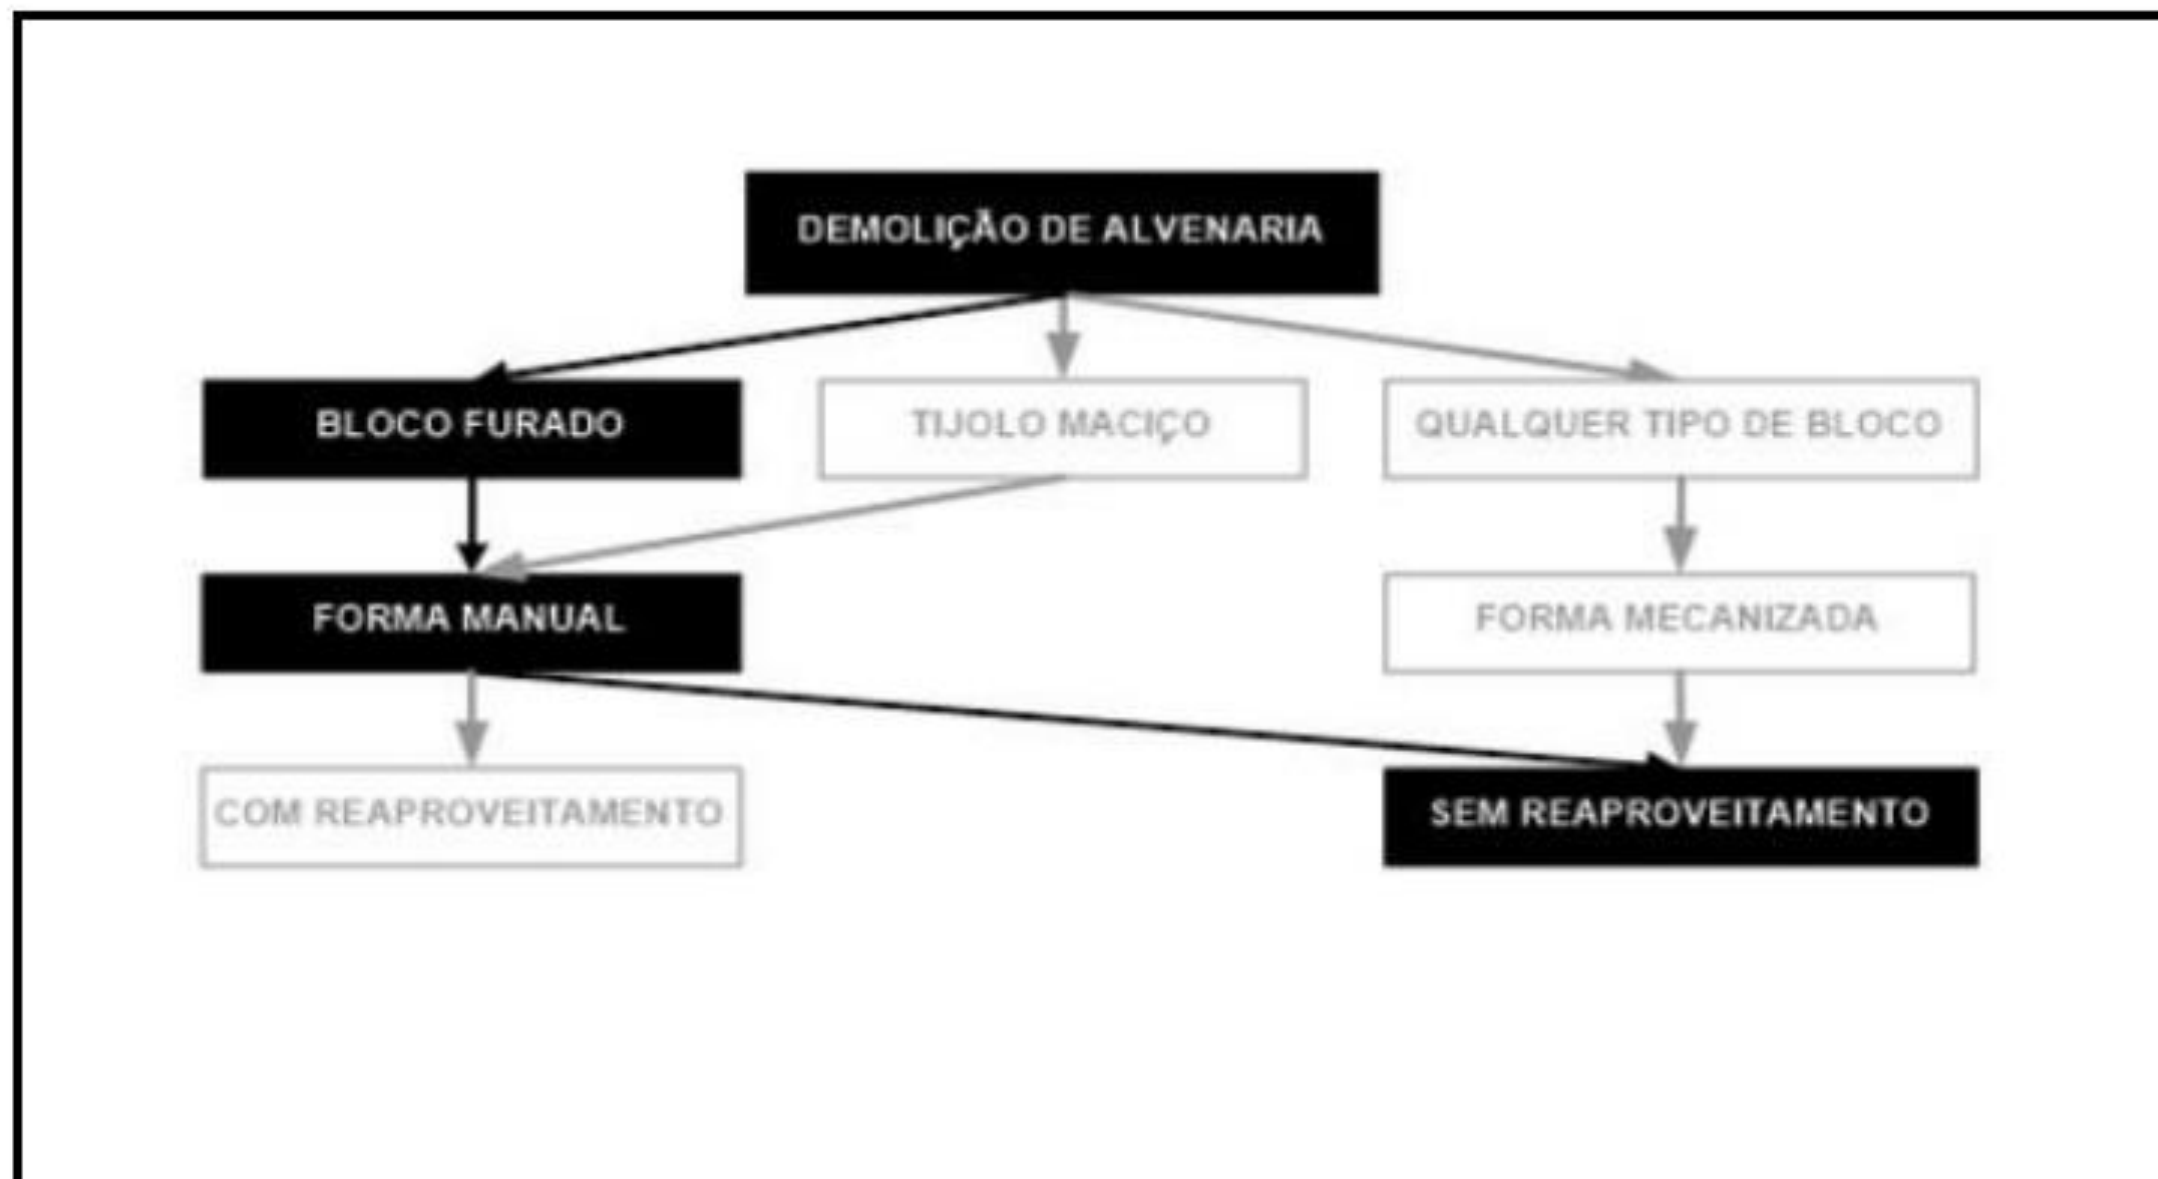 DEMOLIÇÃO DE ALVENARIA
BLOCO FURADO
TIJOLO MACIÇO
QUALQUER TIPO DE BLOCO
FORMA MANUAL
FORMA MECANIZADA
COM REAPROVEITAMENTO
SEM REAPROVEITAMENTO